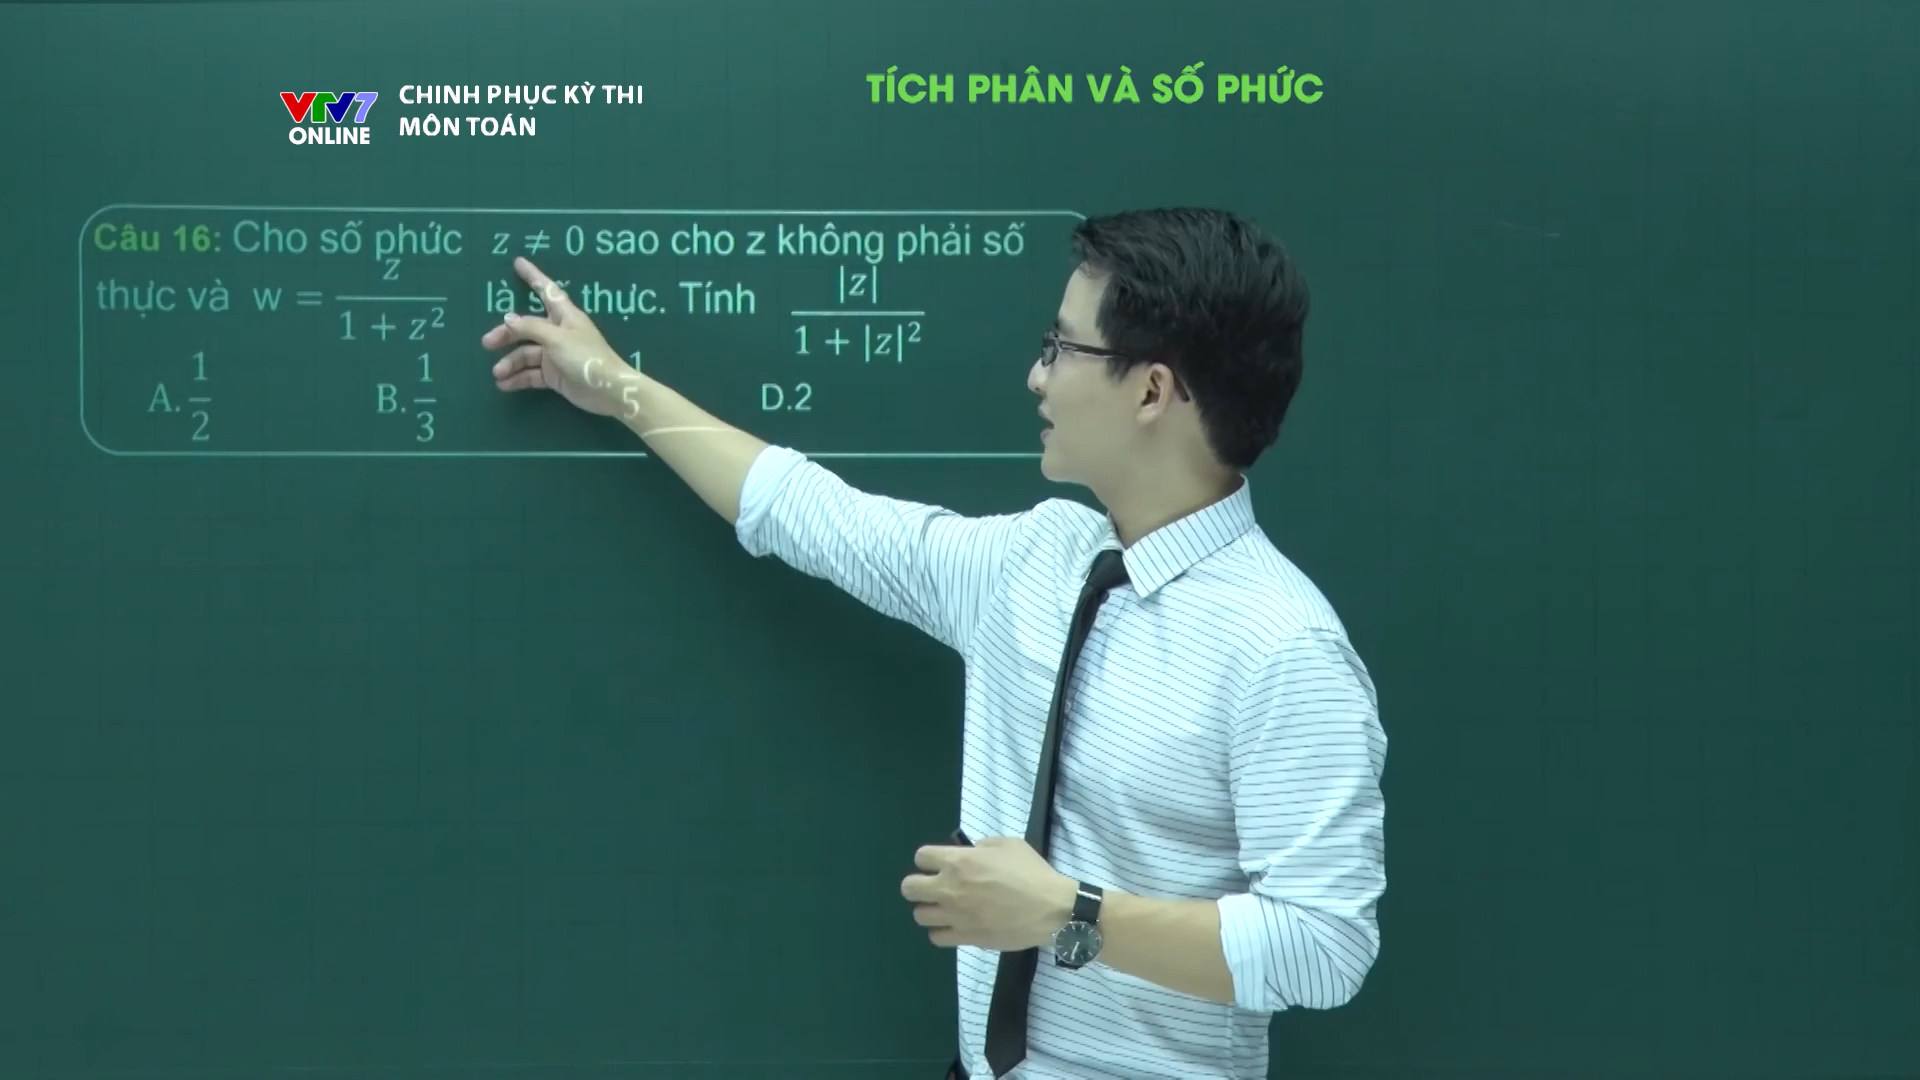 TÍCH PHÂN VÀ SỐ PHỨC
VTV7 ONLINE
CHINH PHỤC KỲ THI
MÔN TOÁN
Câu 16: Cho số phức z ≠ 0 sao cho z không phải số
thực và w = z / (1 + z²) là số thực. Tính |z| / (1 + |z|²)
A. 1/2 B. 1/3 C. 1/5 D.2